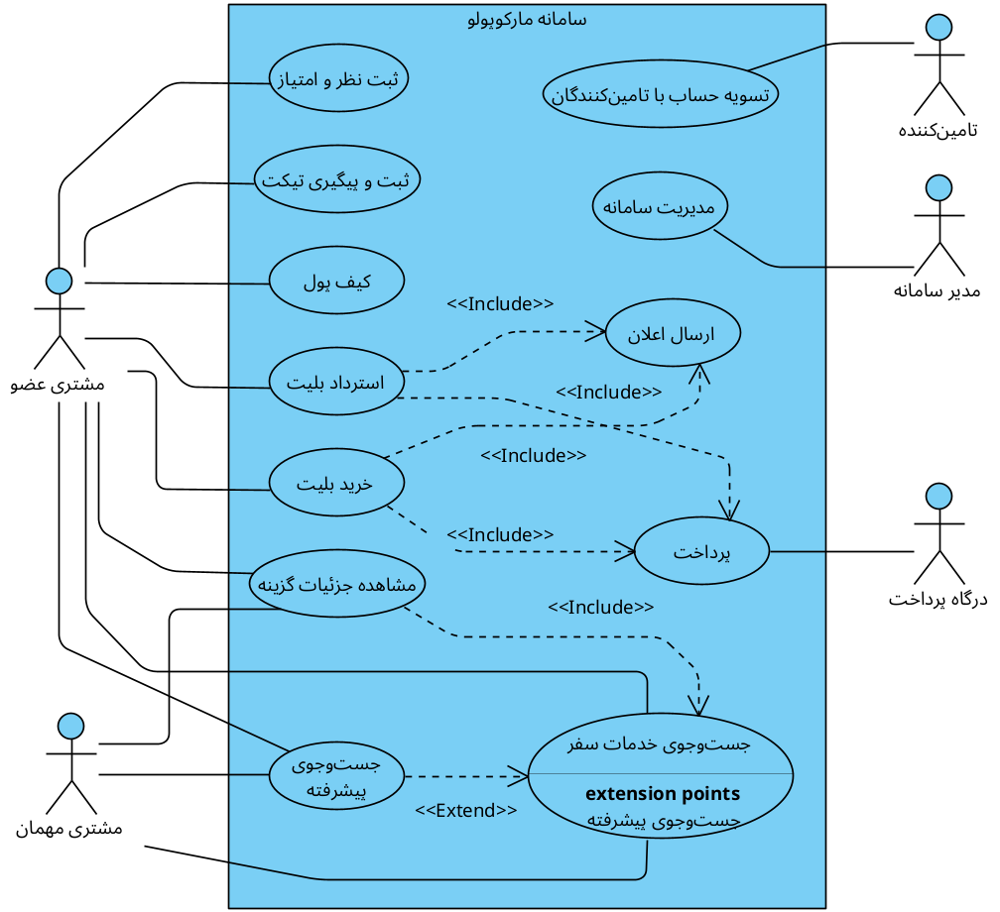 سامانه مارکوپولو
ثبت نظر و امتیاز
تسویه حساب با تامین‌کنندگان
تامین‌کننده
ثبت و پیگیری تیکت
مدیریت سامانه
مدیر سامانه
کیف پول
<<Include>>
ارسال اعلان
مشتری عضو
استرداد بلیت
<<Include>>
<<Include>>
خرید بلیت
<<Include>>
پرداخت
درگاه پرداخت
مشاهده جزئیات گزینه
<<Include>>
جست‌وجوی خدمات سفر
extension points
جست‌وجوی پیشرفته
جست‌وجوی
پیشرفته
<<Extend>>
مشتری مهمان